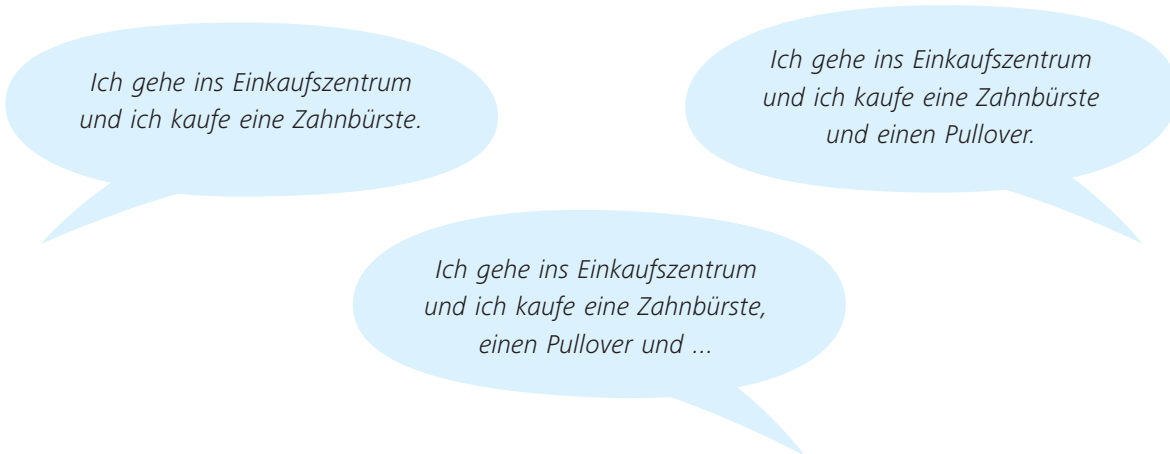 Ich gehe ins Einkaufszentrum
und ich kaufe eine Zahnbürste.
Ich gehe ins Einkaufszentrum
und ich kaufe eine Zahnbürste
und einen Pullover.
Ich gehe ins Einkaufszentrum
und ich kaufe eine Zahnbürste,
einen Pullover und ...